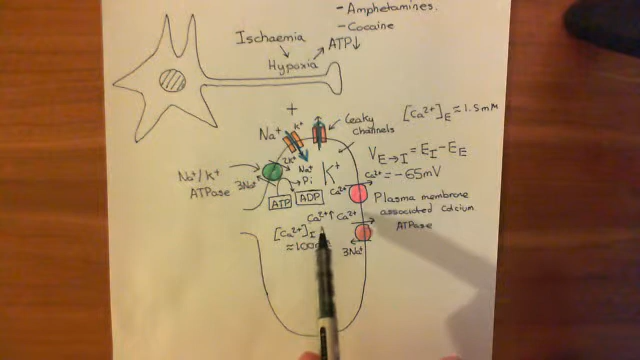 - Amphetamines.
- Cocaine
Ischaemia
Hypoxia
ATP↓
+
Na⁺
K⁺
Leaky
channels
[Ca²⁺]E ≈ 1.5mM
VE→I = EI - EE
= -65mV
Na⁺/K⁺
ATPase
2K⁺
3Na⁺
Na⁺
Pi
K⁺
ATP
ADP
Ca²⁺
Ca²⁺
Plasma membrane
associated Calcium
ATPase
Ca²⁺↑
Ca²⁺
[Ca²⁺]I
3Na⁺